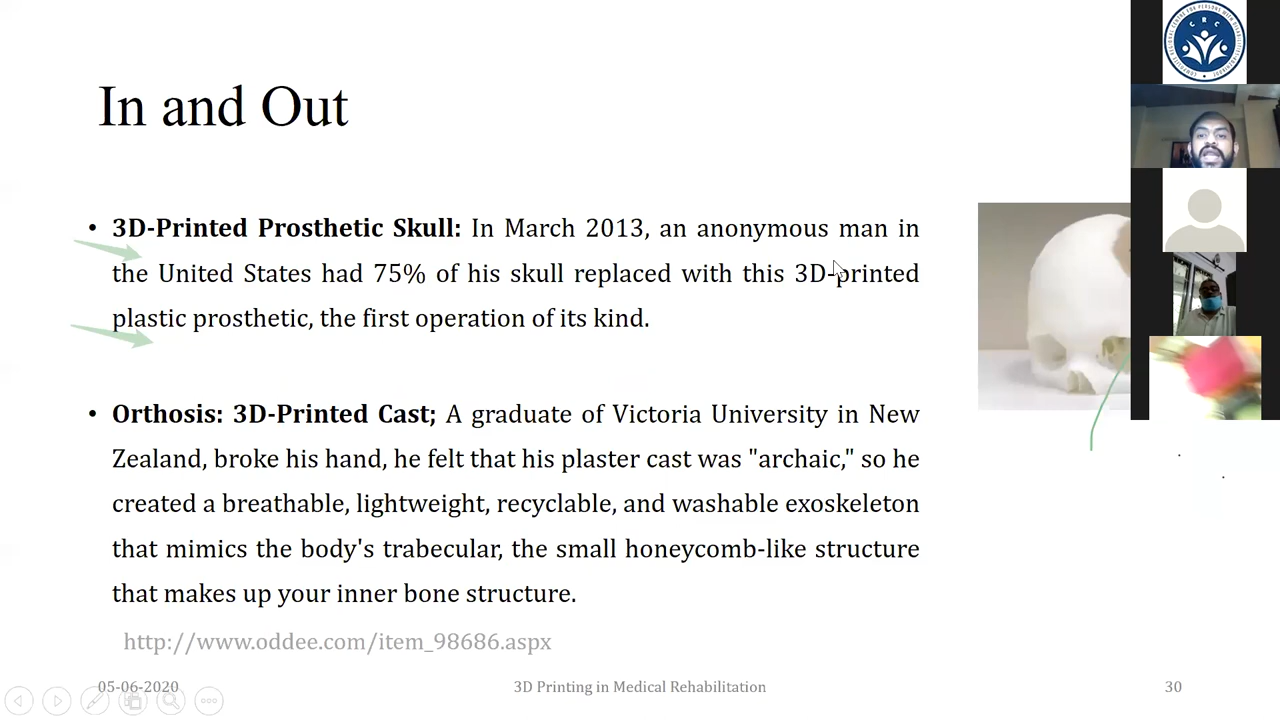 In and Out
• 3D-Printed Prosthetic Skull: In March 2013, an anonymous man in
the United States had 75% of his skull replaced with this 3D-printed
plastic prosthetic, the first operation of its kind.
• Orthosis: 3D-Printed Cast; A graduate of Victoria University in New
Zealand, broke his hand, he felt that his plaster cast was "archaic," so he
created a breathable, lightweight, recyclable, and washable exoskeleton
that mimics the body's trabecular, the small honeycomb-like structure
that makes up your inner bone structure.
http://www.oddee.com/item_98686.aspx
05-06-2020
3D Printing in Medical Rehabilitation
30
CRC